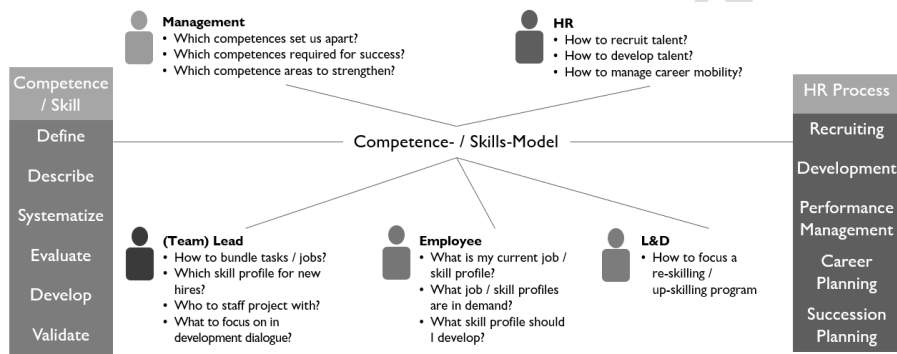 Management
• Which competences set us apart?
• Which competences required for success?
• Which competence areas to strengthen?
HR
• How to recruit talent?
• How to develop talent?
• How to manage career mobility?
Competence
/ Skill
Define
Describe
Systematize
Evaluate
Develop
Validate
Competence- / Skills-Model
HR Process
Recruiting
Development
Performance
Management
Career
Planning
Succession
Planning
(Team) Lead
• How to bundle tasks / jobs?
• Which skill profile for new
hires?
• Who to staff project with?
• What to focus on in
development dialogue?
Employee
• What is my current job /
skill profile?
• What job / skill profiles
are in demand?
• What skill profile should
I develop?
L&D
• How to focus a
re-skilling /
up-skilling program